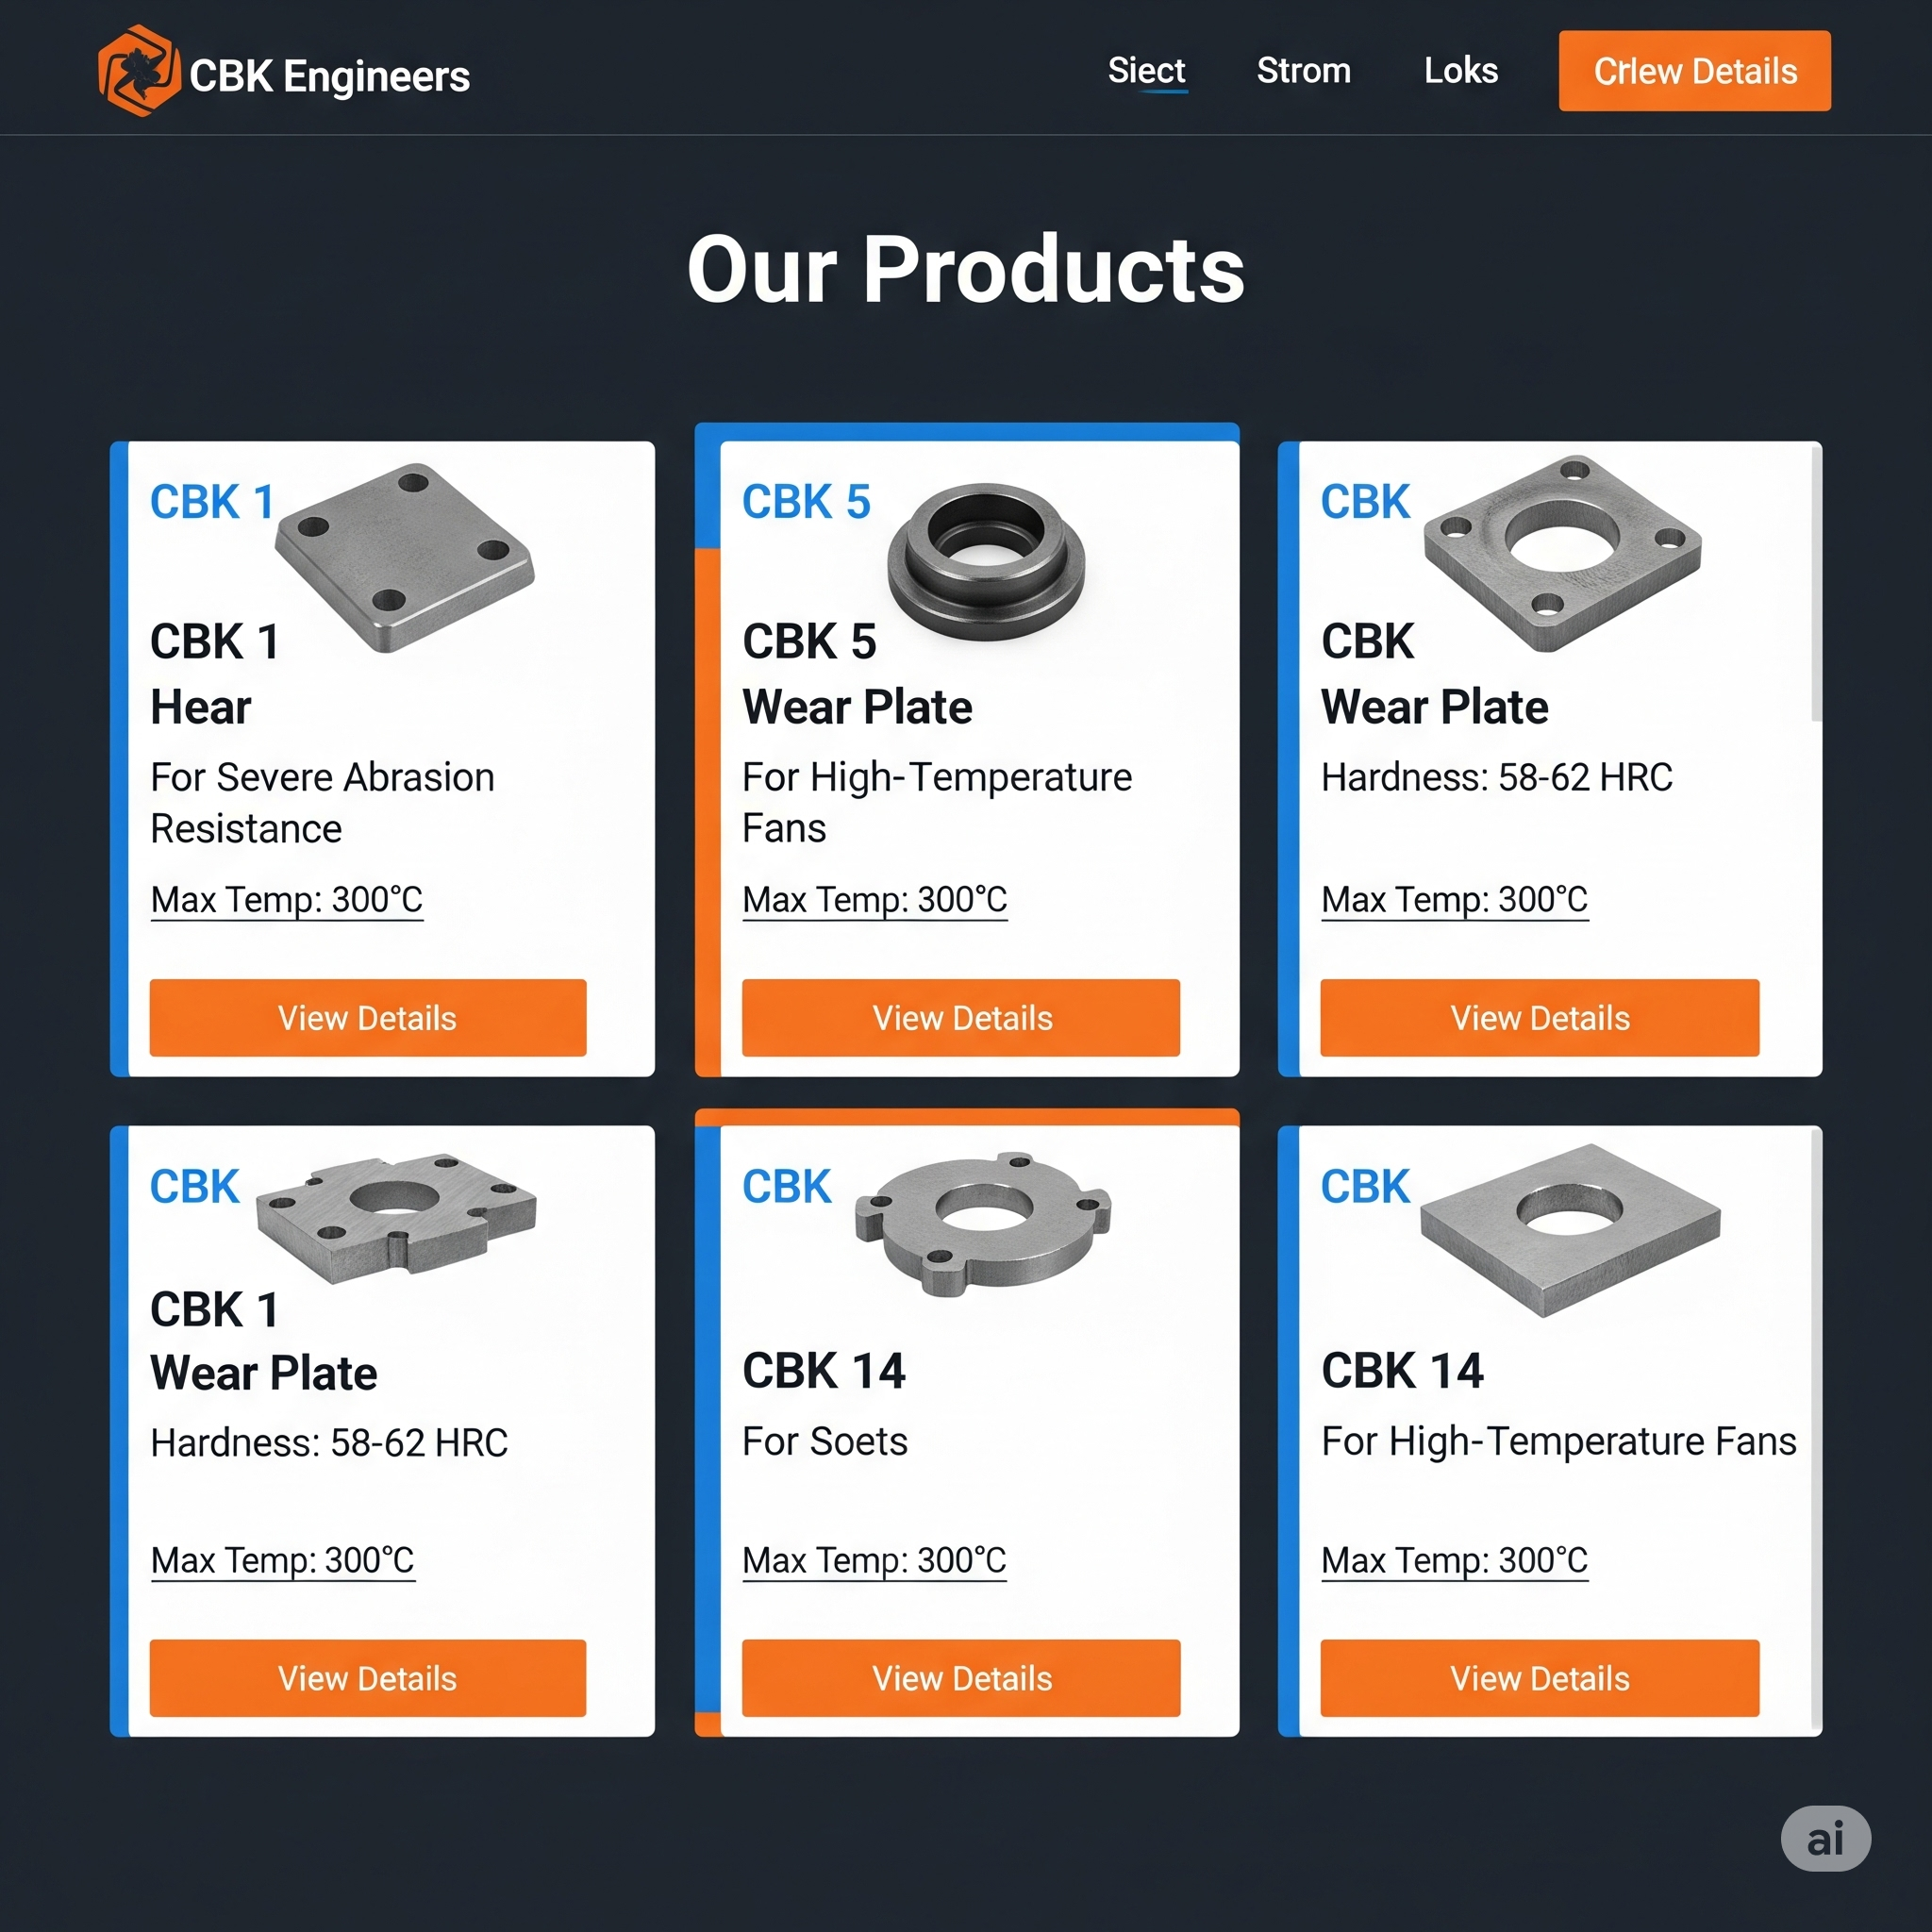 CBK Engineers
Siect
Strom
Loks
Crlew Details
Our Products
CBK 1
CBK 1
Hear
For Severe Abrasion
Resistance
Max Temp: 300°C
View Details
CBK 5
CBK 5
Wear Plate
For High-Temperature
Fans
Max Temp: 300°C
View Details
CBK
CBK
Wear Plate
Hardness: 58-62 HRC
Max Temp: 300°C
View Details
CBK
CBK 1
Wear Plate
Hardness: 58-62 HRC
Max Temp: 300°C
View Details
CBK
CBK 14
For Soets
Max Temp: 300°C
View Details
CBK
CBK 14
For High-Temperature Fans
Max Temp: 300°C
View Details
ai